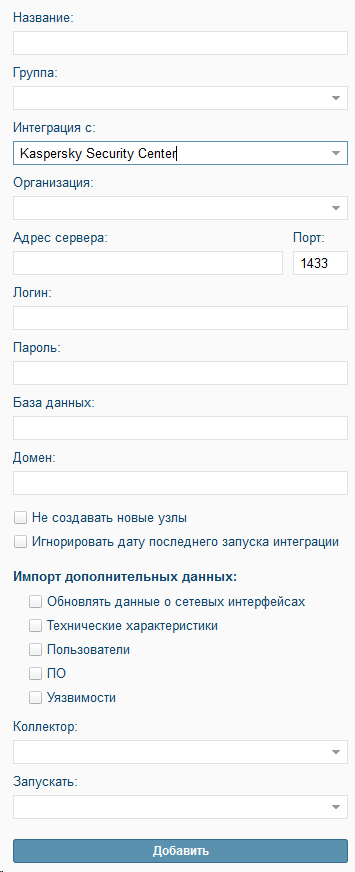 Название:
Группа:
Интеграция с:
Kaspersky Security Center
Организация:
Адрес сервера: Порт:
1433
Логин:
Пароль:
База данных:
Домен:
Не создавать новые узлы
Игнорировать дату последнего запуска интеграции
Импорт дополнительных данных:
Обновлять данные о сетевых интерфейсах
Технические характеристики
Пользователи
ПО
Уязвимости
Коллектор:
Запускать:
Добавить